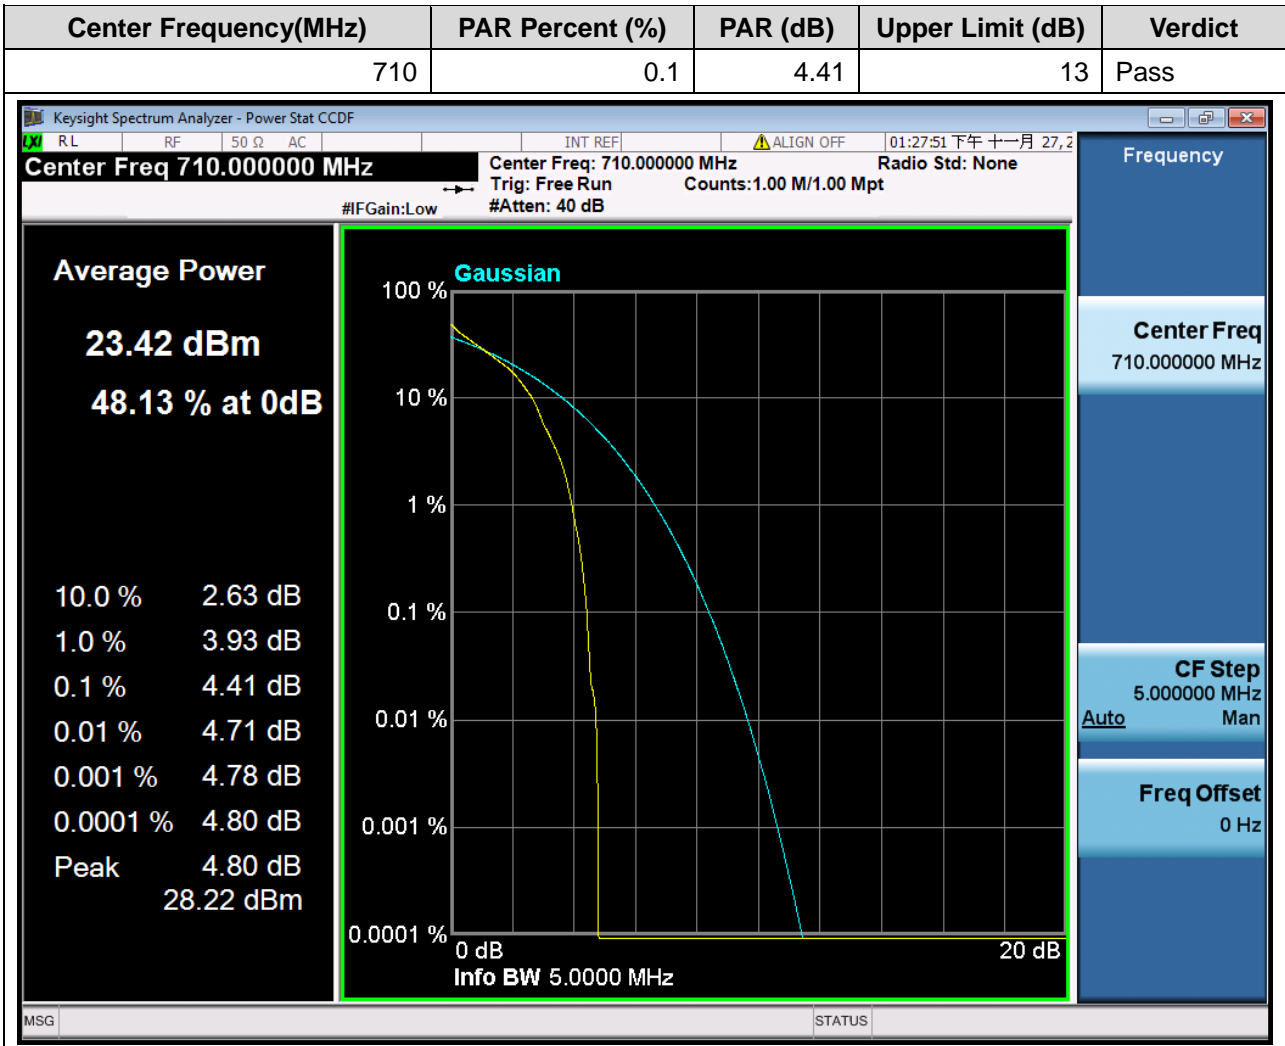 Center Frequency(MHz) PAR Percent (%) PAR (dB) Upper Limit (dB) Verdict
710 0.1 4.41 13 Pass
Keysight Spectrum Analyzer - Power Stat CCDF
LXI RL RF 50 Ω AC INT REF ALIGN OFF 01:27:51 下午 十一月 27, 2
Center Freq 710.000000 MHz
Center Freq: 710.000000 MHz Radio Std: None
Trig: Free Run Counts:1.00 M/1.00 Mpt
#IFGain:Low #Atten: 40 dB
Average Power
23.42 dBm
48.13 % at 0dB
10.0 % 2.63 dB
1.0 % 3.93 dB
0.1 % 4.41 dB
0.01 % 4.71 dB
0.001 % 4.78 dB
0.0001 % 4.80 dB
Peak 4.80 dB
28.22 dBm
Gaussian
100 %
10 %
1 %
0.1 %
0.01 %
0.001 %
0.0001 %
0 dB 20 dB
Info BW 5.0000 MHz
Frequency
Center Freq
710.000000 MHz
CF Step
5.000000 MHz
Auto Man
Freq Offset
0 Hz
MSG STATUS